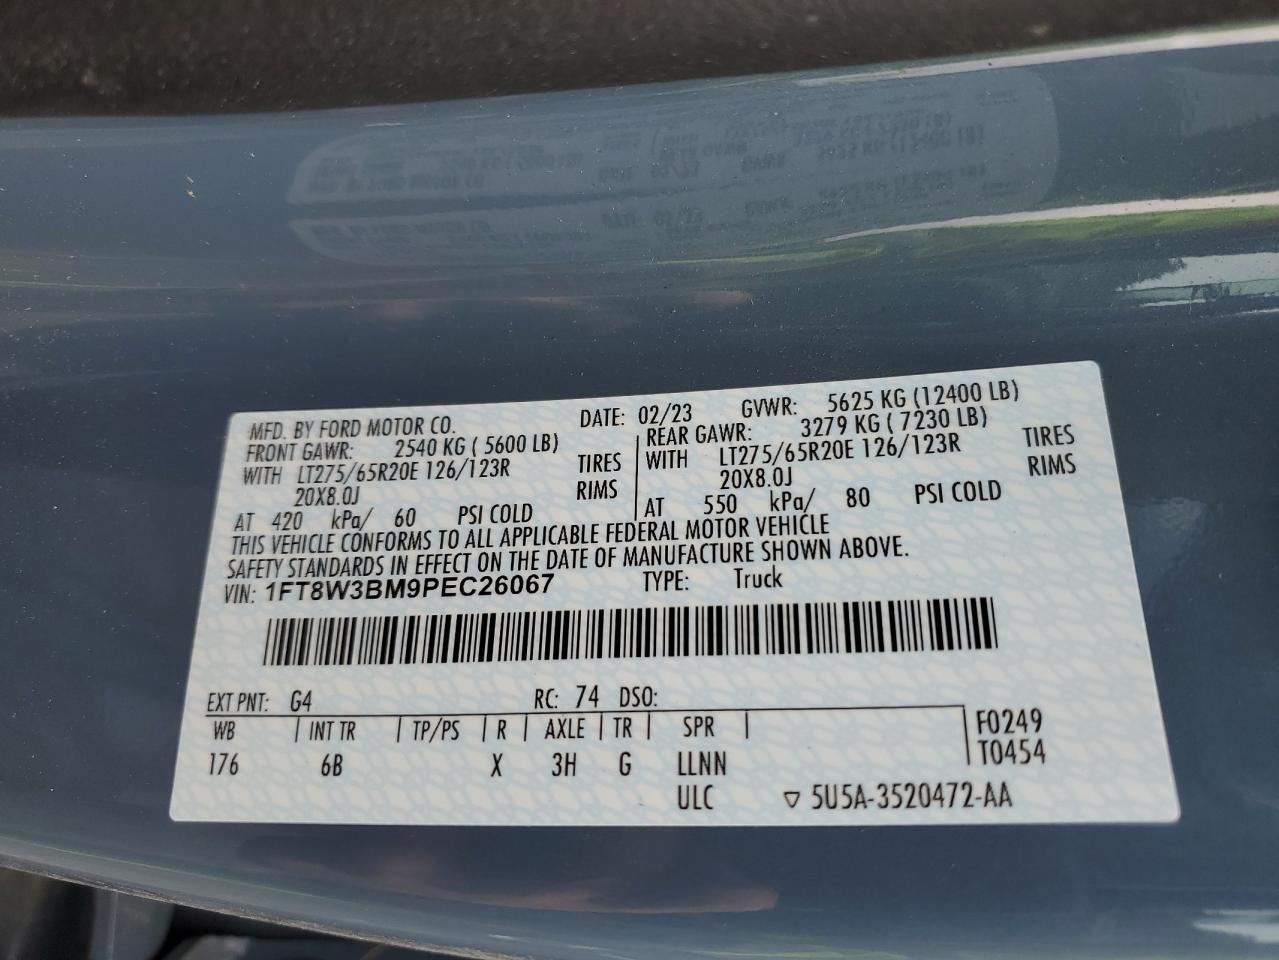 MFD. BY FORD MOTOR CO. DATE: 02/23 GVWR: 5625 KG (12400 LB)
FRONT GAWR: 2540 KG ( 5600 LB) REAR GAWR: 3279 KG ( 7230 LB)
WITH LT275/65R20E 126/123R TIRES WITH LT275/65R20E 126/123R TIRES
20X8.0J RIMS 20X8.0J RIMS
AT 420 kPa/ 60 PSI COLD AT 550 kPa/ 80 PSI COLD
THIS VEHICLE CONFORMS TO ALL APPLICABLE FEDERAL MOTOR VEHICLE
SAFETY STANDARDS IN EFFECT ON THE DATE OF MANUFACTURE SHOWN ABOVE.
VIN: 1FT8W3BM9PEC26067 TYPE: Truck
EXT PNT: G4 RC: 74 DSO:
WB INT TR TP/PS R AXLE TR SPR F0249
176 6B X 3H G LLNN T0454
ULC ▽ 5U5A-3520472-AA